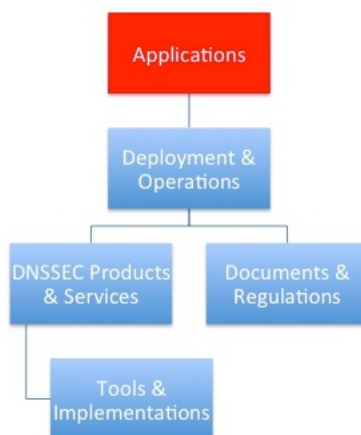 Applications
Deployment &
Operations
DNSSEC Products
& Services
Documents &
Regulations
Tools &
Implementations